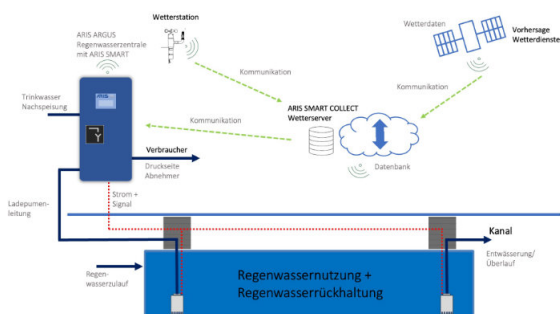 Wetterstation
ARIS ARGUS
Regenwasserzentrale
mit ARIS SMART
Wetterdaten
Vorhersage
Wetterdienste
Kommunikation
Kommunikation
Trinkwasser
Nachspeisung
Kommunikation
ARIS SMART COLLECT
Wetterserver
Verbraucher
Druckseite
Abnehmer
Datenbank
Strom +
Signal
Ladepumen-
leitung
Kanal
Entwässerung/
Überlauf
Regen-
wasserzulauf
Regenwassernutzung +
Regenwasserrückhaltung